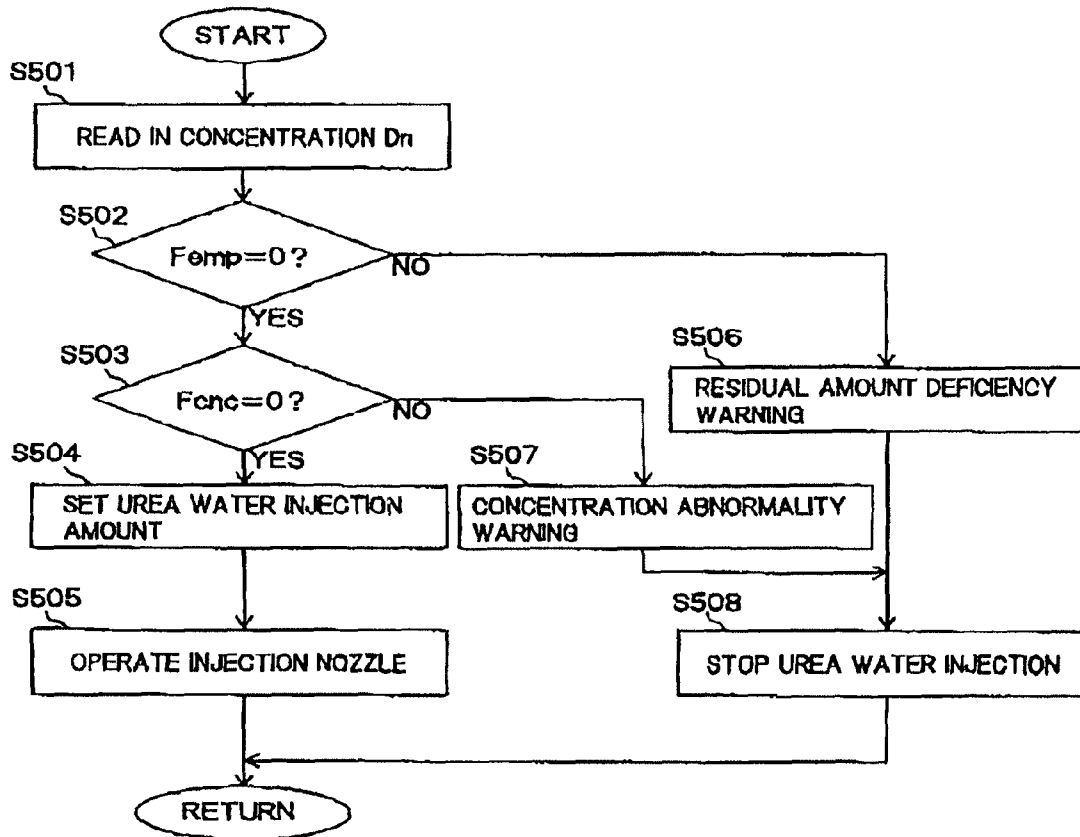 START
S501
READ IN CONCENTRATION Dn
S502
Femp=0?
NO
YES
S503
Fcnc=0?
NO
YES
S504
SET UREA WATER INJECTION
AMOUNT
S505
OPERATE INJECTION NOZZLE
S506
RESIDUAL AMOUNT DEFICIENCY
WARNING
S507
CONCENTRATION ABNORMALITY
WARNING
S508
STOP UREA WATER INJECTION
RETURN